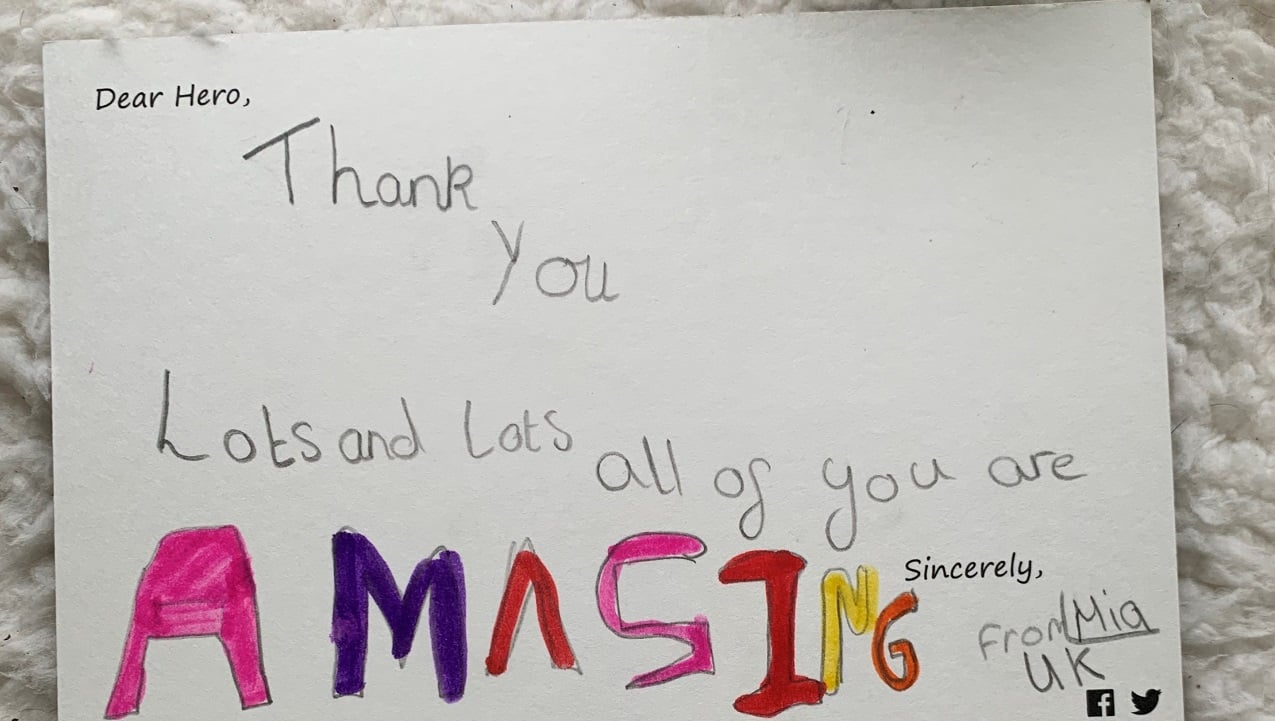 Dear Hero,
Thank
You
Lots and Lots all of you are
AMASING
Sincerely,
From Mia
UK